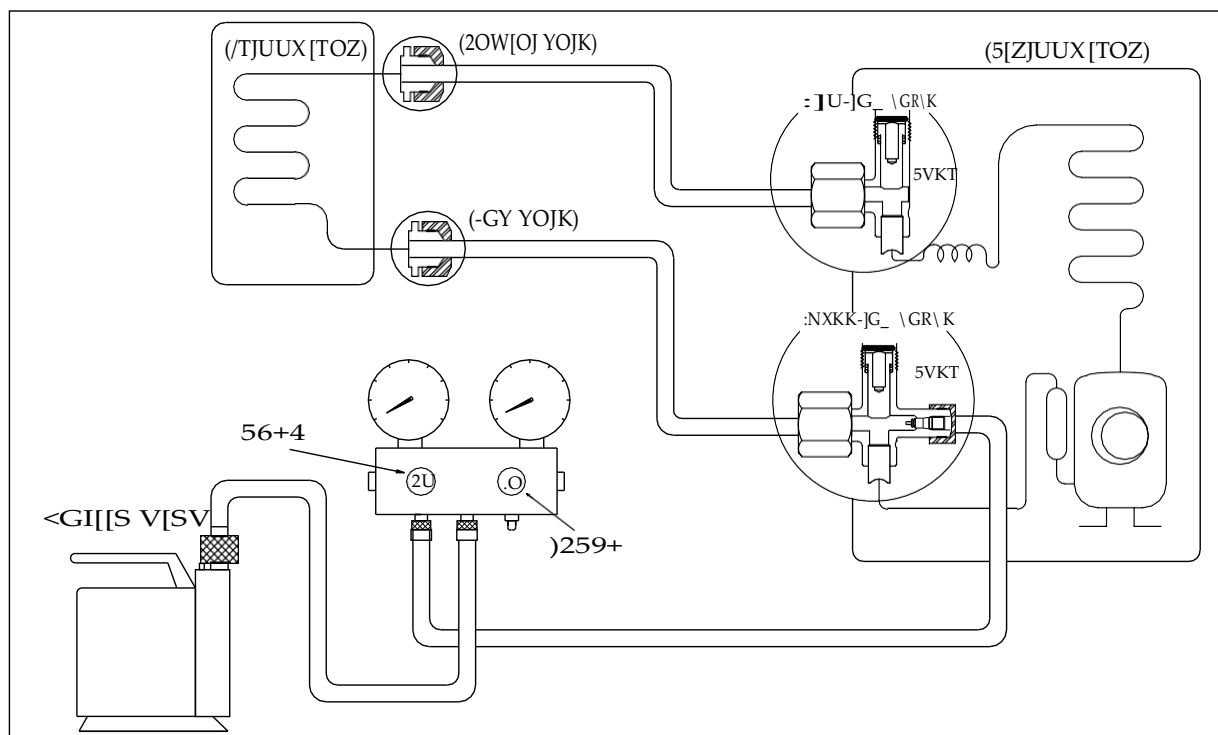 (/TJUUX [TOZ)
(2OW[OJ YOJK)
(5[ZJUUX [TOZ)
:]U-]G_ \GR\K
5VKT
(-GY YOJK)
:NXKK-]G_ \GR\K
5VKT
56+4
2U
.O
<GI[[S V[SV
)259+